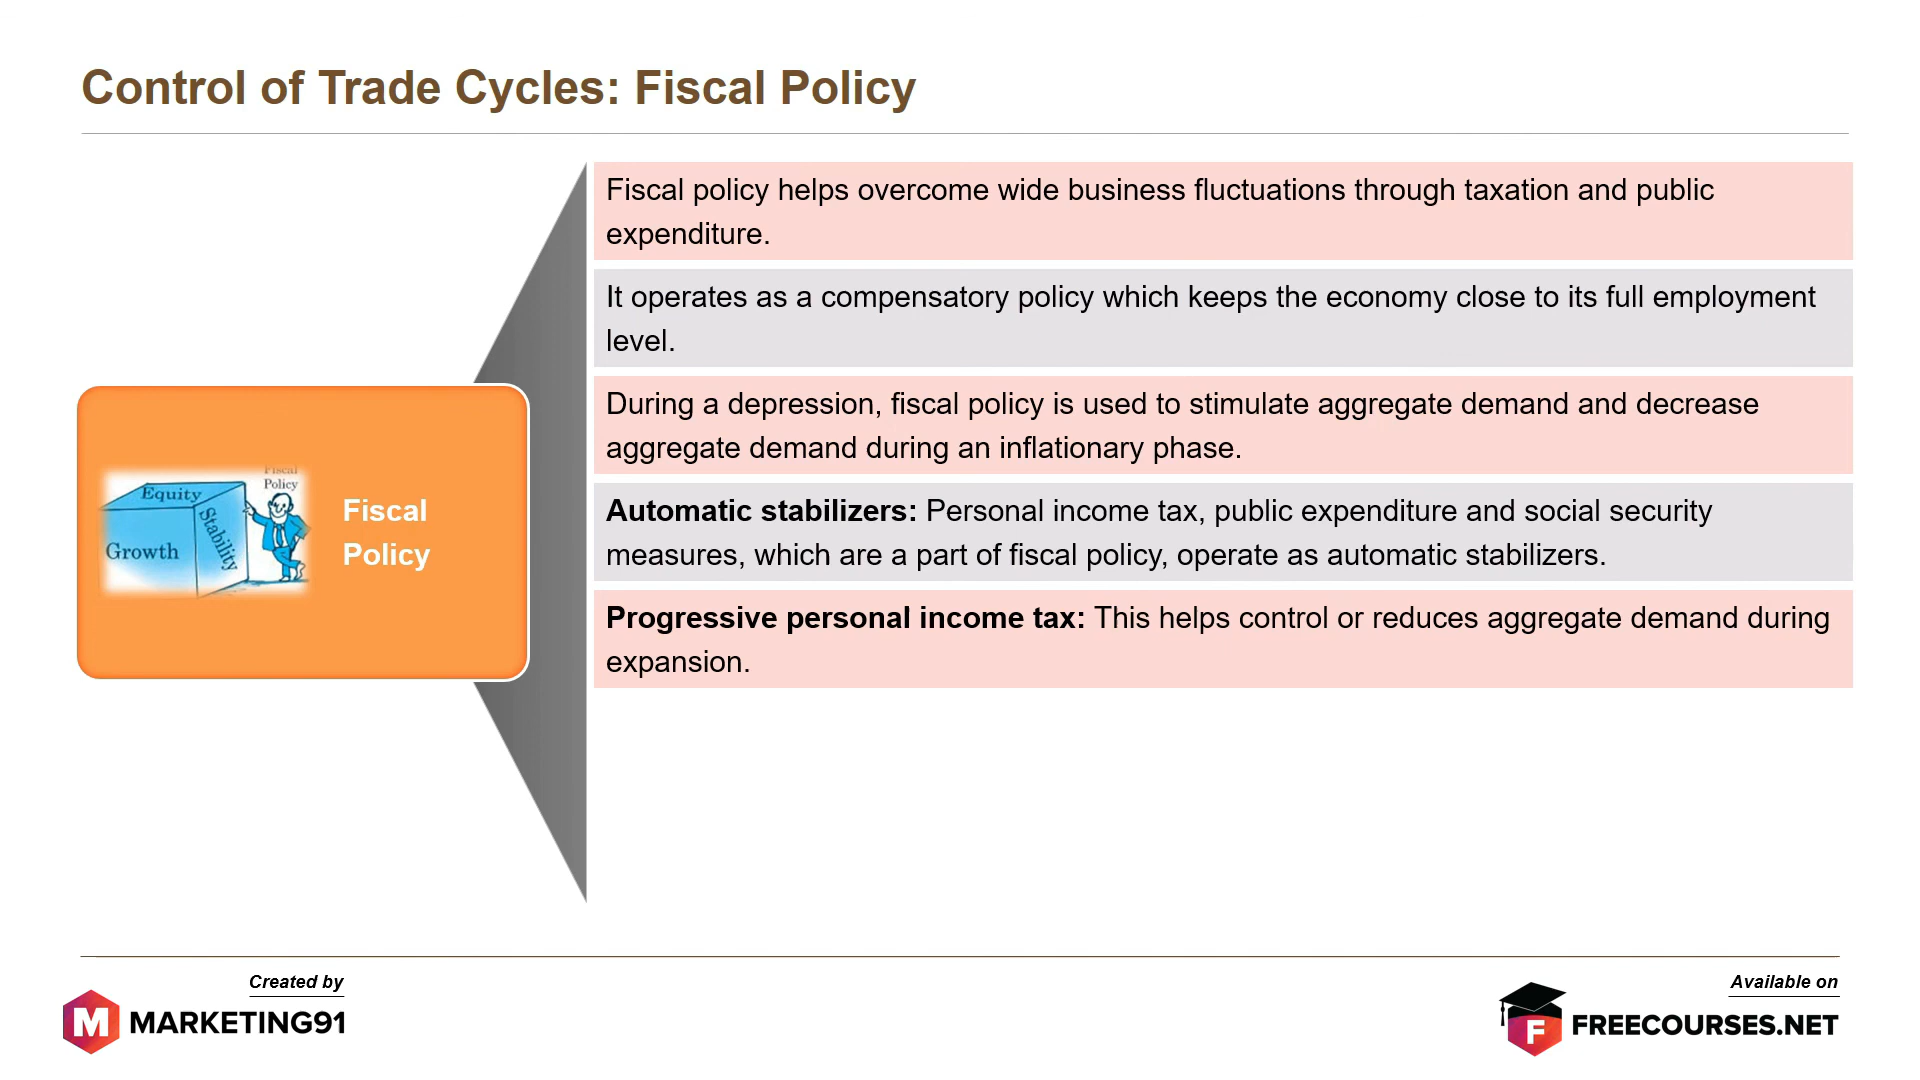 Control of Trade Cycles: Fiscal Policy
Fiscal policy helps overcome wide business fluctuations through taxation and public
expenditure.
It operates as a compensatory policy which keeps the economy close to its full employment
level.
During a depression, fiscal policy is used to stimulate aggregate demand and decrease
aggregate demand during an inflationary phase.
Automatic stabilizers: Personal income tax, public expenditure and social security
measures, which are a part of fiscal policy, operate as automatic stabilizers.
Progressive personal income tax: This helps control or reduces aggregate demand during
expansion.
Fiscal
Policy
Equity
Growth
Stability
Fiscal
Policy
Created by
M MARKETING91
Available on
F FREECOURSES.NET